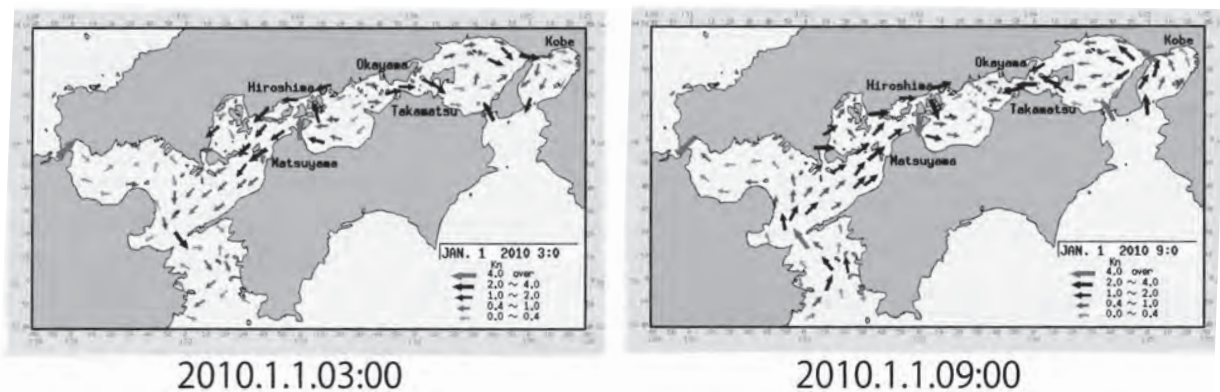 Kobe
Okayama
Hiroshima
Takamatsu
Matsuyama
JAN. 1 2010 3:0
Kn
4.0 over
2.0 ~ 4.0
1.0 ~ 2.0
0.4 ~ 1.0
0.0 ~ 0.4
2010.1.1.03:00
Kobe
Okayama
Hiroshima
Takamatsu
Matsuyama
JAN. 1 2010 9:0
Kn
4.0 over
2.0 ~ 4.0
1.0 ~ 2.0
0.4 ~ 1.0
0.0 ~ 0.4
2010.1.1.09:00